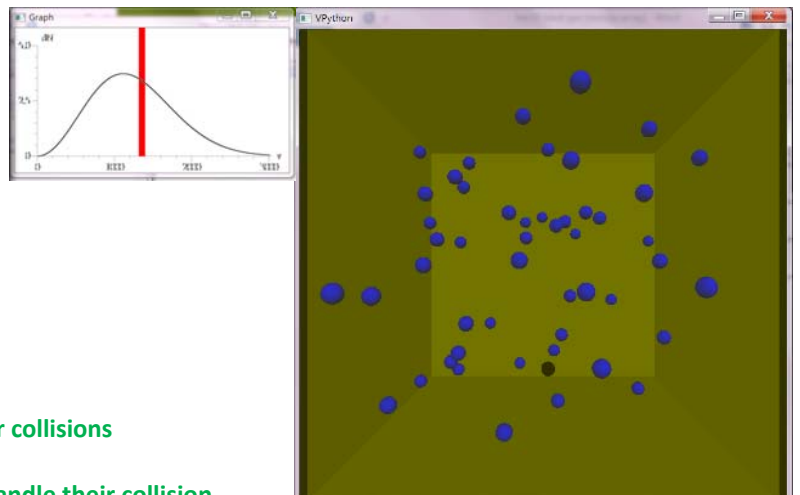 Graph
VPython
dN
5.0
2.5
0
v
0
1000
2000
3000
r collisions
andle their collision